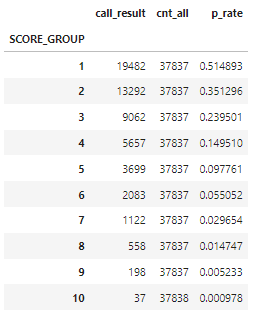 call_result cnt_all p_rate
SCORE_GROUP
1 19482 37837 0.514893
2 13292 37837 0.351296
3 9062 37837 0.239501
4 5657 37837 0.149510
5 3699 37837 0.097761
6 2083 37837 0.055052
7 1122 37837 0.029654
8 558 37837 0.014747
9 198 37837 0.005233
10 37 37838 0.000978